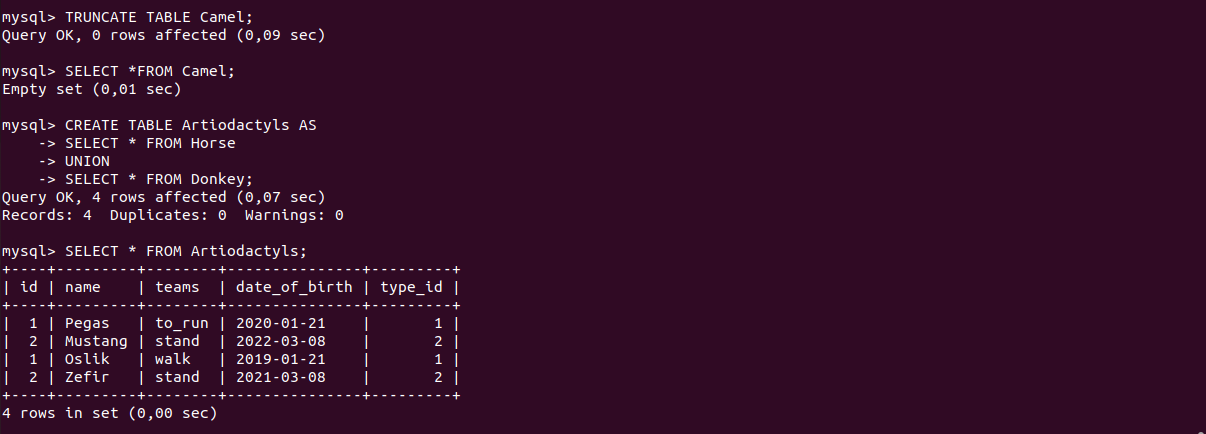 mysql> TRUNCATE TABLE Camel;
Query OK, 0 rows affected (0,09 sec)

mysql> SELECT *FROM Camel;
Empty set (0,01 sec)

mysql> CREATE TABLE Artiodactyls AS
    -> SELECT * FROM Horse
    -> UNION
    -> SELECT * FROM Donkey;
Query OK, 4 rows affected (0,07 sec)
Records: 4  Duplicates: 0  Warnings: 0

mysql> SELECT * FROM Artiodactyls;
+----+---------+--------+---------------+---------+
| id | name    | teams  | date_of_birth | type_id |
+----+---------+--------+---------------+---------+
|  1 | Pegas   | to_run | 2020-01-21    |       1 |
|  2 | Mustang | stand  | 2022-03-08    |       2 |
|  1 | Oslik   | walk   | 2019-01-21    |       1 |
|  2 | Zefir   | stand  | 2021-03-08    |       2 |
+----+---------+--------+---------------+---------+
4 rows in set (0,00 sec)